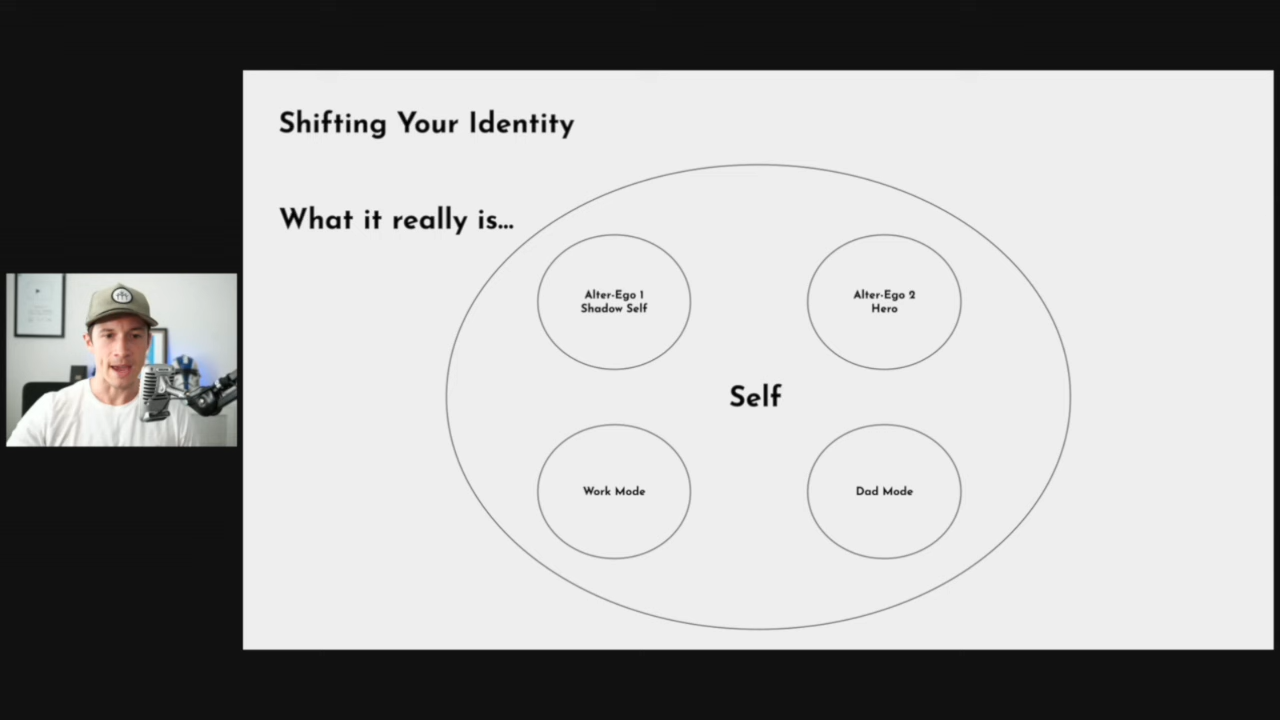 Shifting Your Identity
What it really is...
Alter-Ego 1
Shadow Self
Alter-Ego 2
Hero
Self
Work Mode
Dad Mode